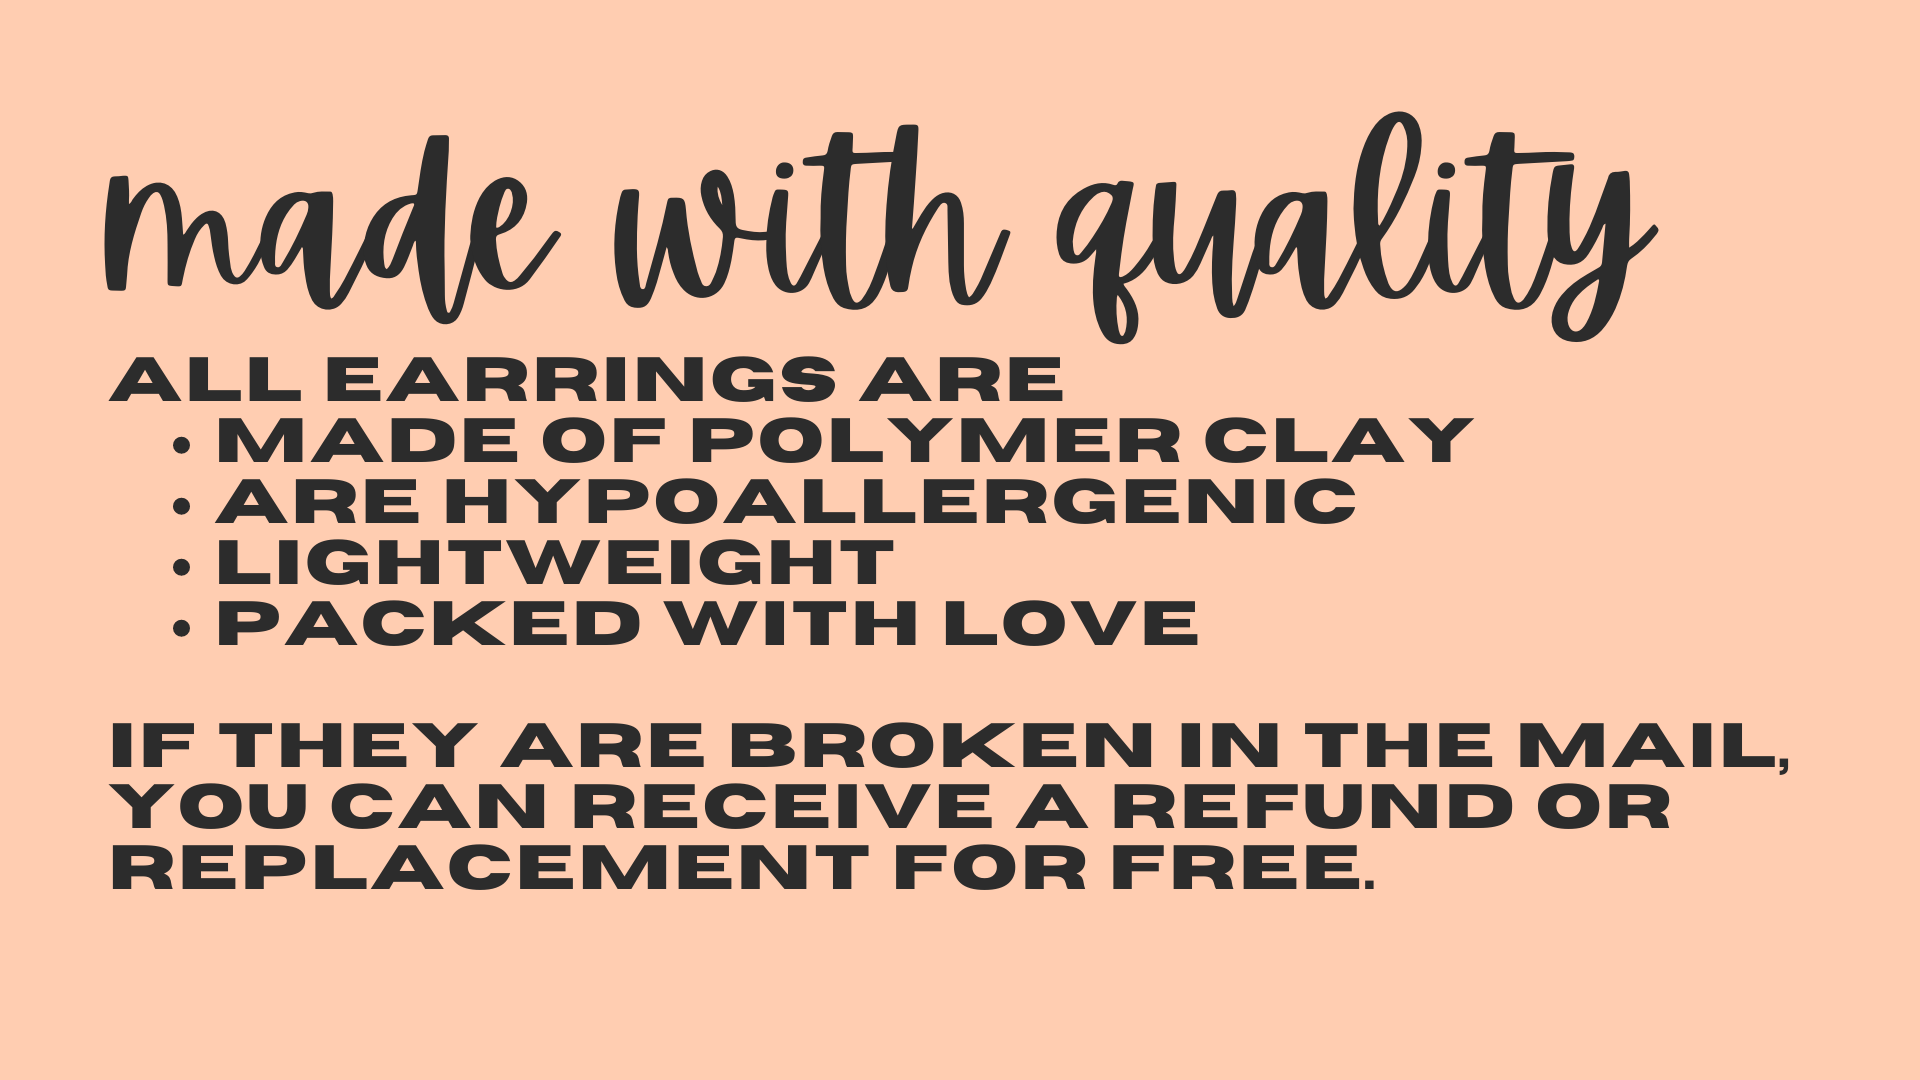 made with quality
ALL EARRINGS ARE
• MADE OF POLYMER CLAY
• ARE HYPOALLERGENIC
• LIGHTWEIGHT
• PACKED WITH LOVE
IF THEY ARE BROKEN IN THE MAIL,
YOU CAN RECEIVE A REFUND OR
REPLACEMENT FOR FREE.